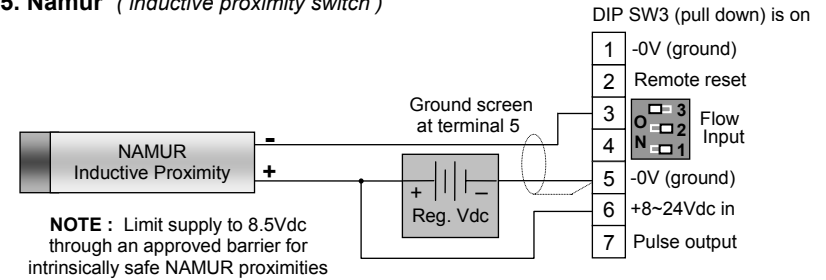 5. Namur ( inductive proximity switch )
DIP SW3 (pull down) is on
1 -0V (ground)
2 Remote reset
3
4
Flow
Input
O
N
3
2
1
5 -0V (ground)
6 +8~24Vdc in
7 Pulse output
Ground screen
at terminal 5
NAMUR
Inductive Proximity
-
+
+ –
Reg. Vdc
NOTE : Limit supply to 8.5Vdc
through an approved barrier for
intrinsically safe NAMUR proximities